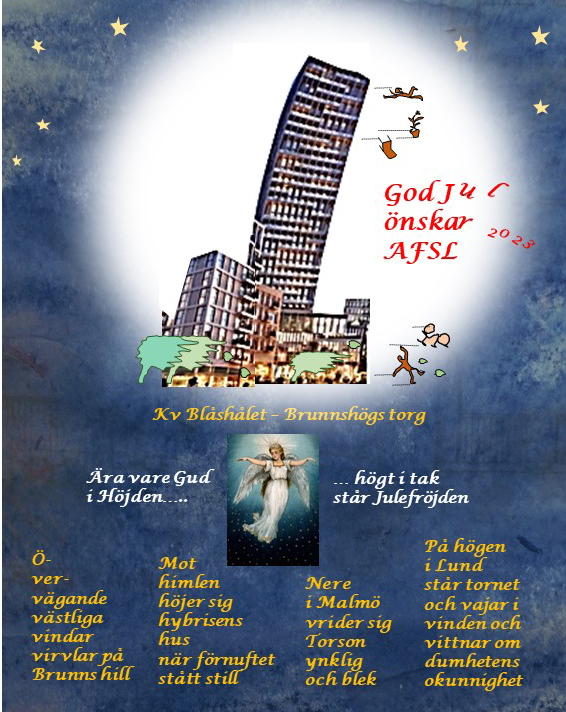 God Jul
önskar
AFSL
2023
Kv Blåshålet – Brunnshögs torg
Ära vare Gud
i Höjden…..
… högt i tak
står Julefröjden
Ö-
ver-
vägande
västliga
vindar
virvlar på
Brunns hill
Mot
himlen
höjer sig
hybrisens
hus
när förnuftet
stått still
Nere
i Malmö
vrider sig
Torson
ynklig
och blek
På högen
i Lund
står tornet
och vajar i
vinden och
vittnar om
dumhetens
okunnighet